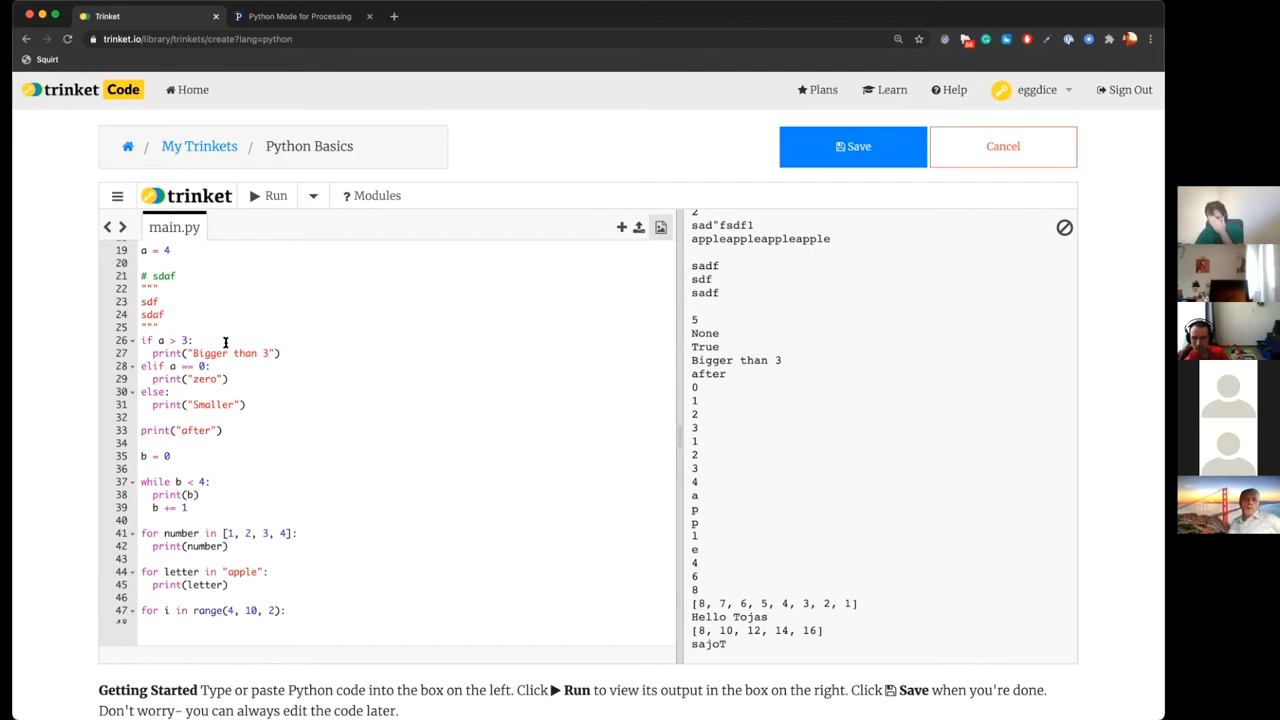 Trinket
Python Mode for Processing
trinket.io/library/trinkets/create?lang=python
Squirt
trinket Code
Home
Plans
Learn
Help
eggdice
Sign Out
My Trinkets / Python Basics
Save
Cancel
trinket
Run
? Modules
main.py
19 a = 4
20
21 # sdaf
22 """
23 sdf
24 sdaf
25 """
26 if a > 3:
27 print("Bigger than 3")
28 elif a == 0:
29 print("zero")
30 else:
31 print("Smaller")
32
33 print("after")
34
35 b = 0
36
37 while b < 4:
38 print(b)
39 b += 1
40
41 for number in [1, 2, 3, 4]:
42 print(number)
43
44 for letter in "apple":
45 print(letter)
46
47 for i in range(4, 10, 2):
48
2
sad"fsdf1
appleappleappleapple
sadf
sdf
sadf
5
None
True
Bigger than 3
after
0
1
2
3
1
2
3
4
a
p
p
l
e
4
6
8
[8, 7, 6, 5, 4, 3, 2, 1]
Hello Tojas
[8, 10, 12, 14, 16]
sajoT
Getting Started Type or paste Python code into the box on the left. Click Run to view its output in the box on the right. Click Save when you're done.
Don't worry- you can always edit the code later.